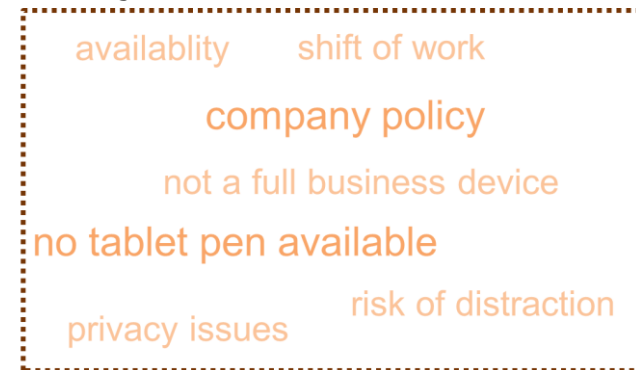 availablity shift of work
company policy
not a full business device
no tablet pen available
risk of distraction
privacy issues